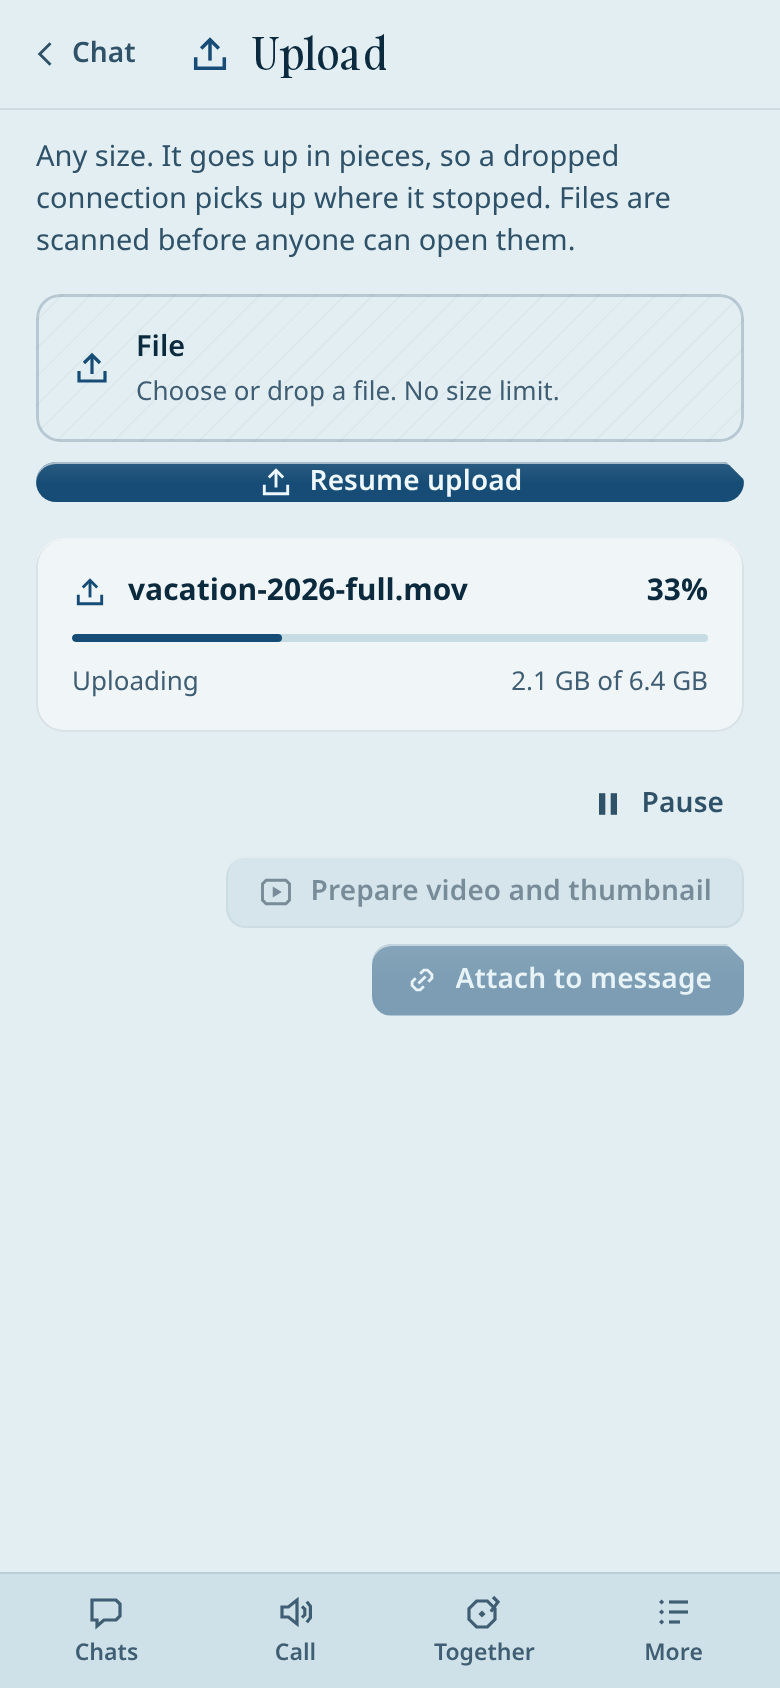 Chat
Upload
Any size. It goes up in pieces, so a dropped
connection picks up where it stopped. Files are
scanned before anyone can open them.
File
Choose or drop a file. No size limit.
Resume upload
vacation-2026-full.mov 33%
Uploading 2.1 GB of 6.4 GB
Pause
Prepare video and thumbnail
Attach to message
Chats Call Together More